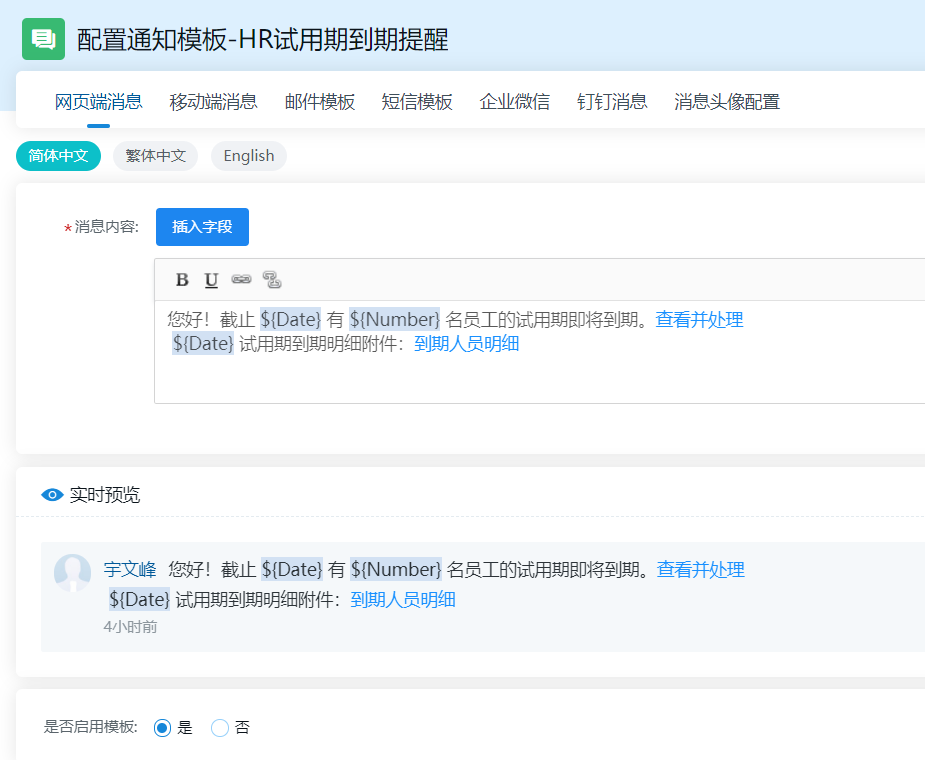 配置通知模板-HR试用期到期提醒
网页端消息 移动端消息 邮件模板 短信模板 企业微信 钉钉消息 消息头像配置
简体中文 繁体中文 English
*消息内容: 插入字段
B U
您好！截止 ${Date} 有 ${Number} 名员工的试用期即将到期。查看并处理
${Date} 试用期到期明细附件：到期人员明细
实时预览
宇文峰 您好！截止 ${Date} 有 ${Number} 名员工的试用期即将到期。查看并处理
${Date} 试用期到期明细附件：到期人员明细
4小时前
是否启用模板: 是 否